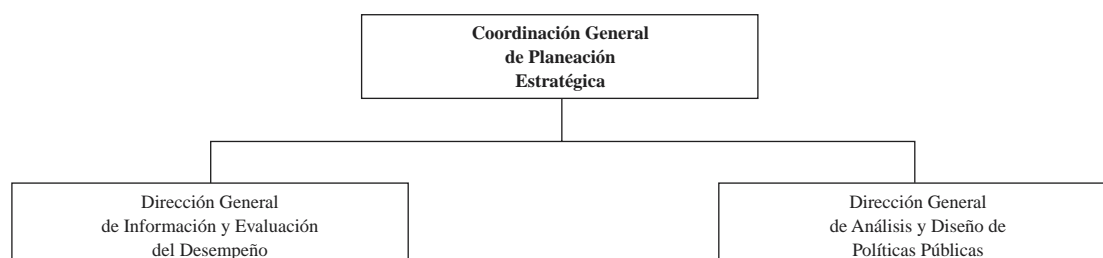 Coordinación General
de Planeación
Estratégica
Dirección General
de Información y Evaluación
del Desempeño
Dirección General
de Análisis y Diseño de
Políticas Públicas